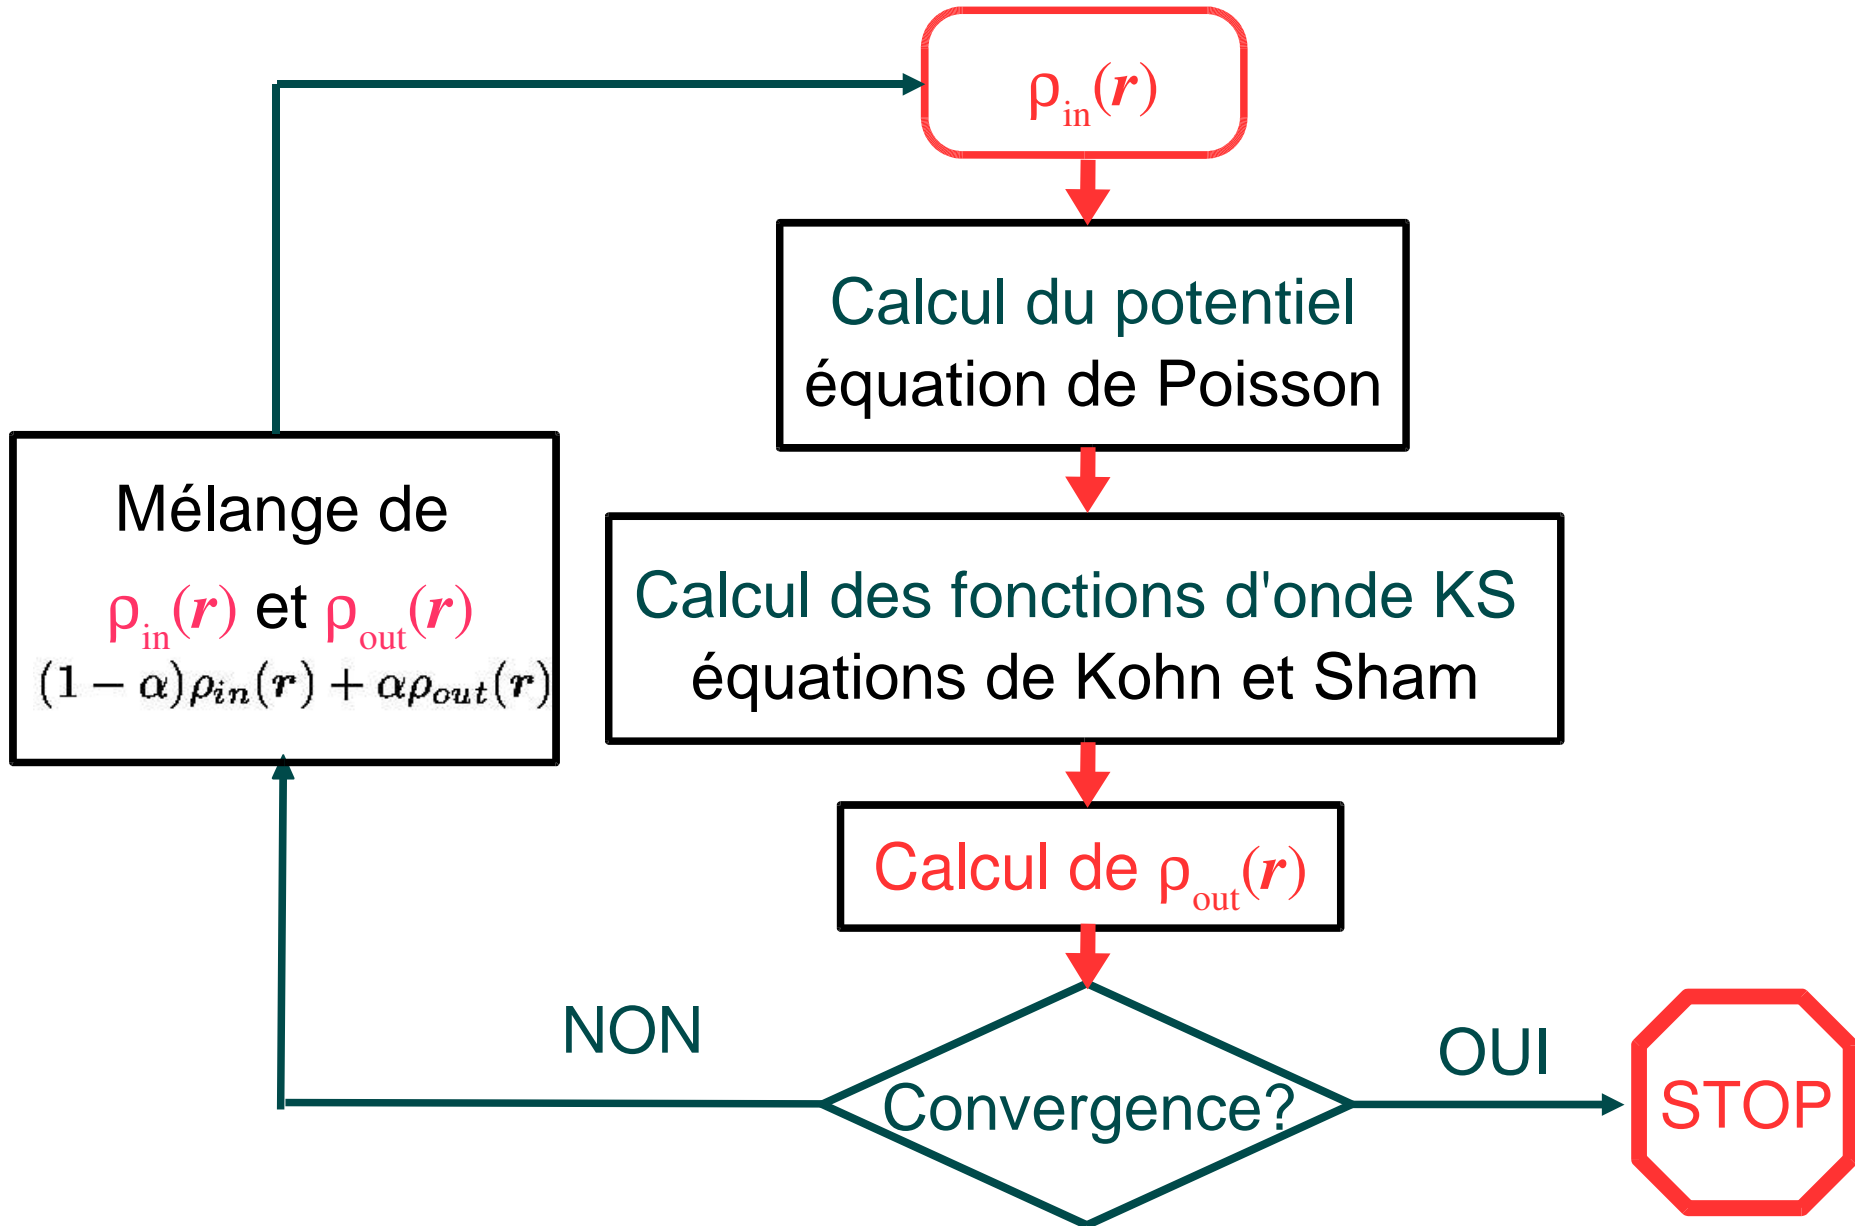 ρin(r)
Calcul du potentiel
équation de Poisson
Calcul des fonctions d'onde KS
équations de Kohn et Sham
Calcul de ρout(r)
Convergence?
OUI
STOP
NON
Mélange de
ρin(r) et ρout(r)
(1 − α)ρin(r) + αρout(r)